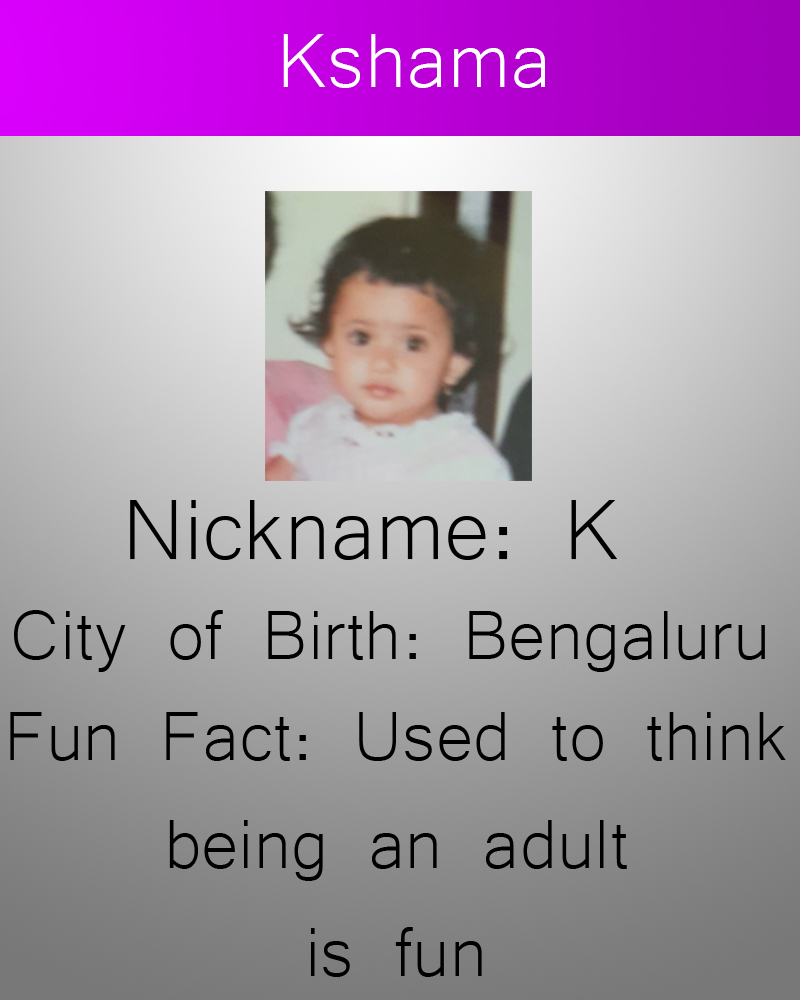 Kshama
Nickname: K
City of Birth: Bengaluru
Fun Fact: Used to think
being an adult
is fun